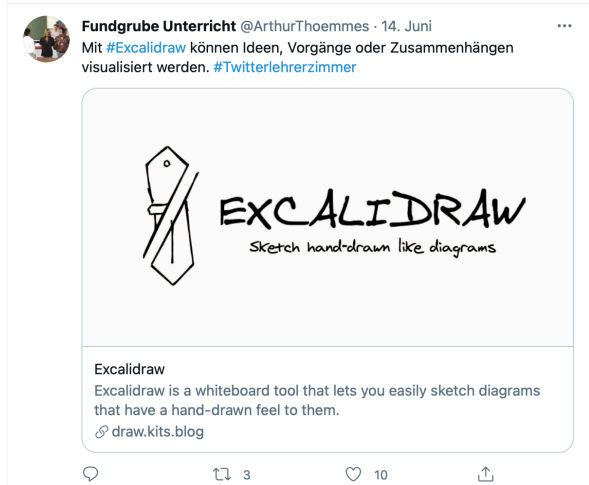 Fundgrube Unterricht @ArthurThoemmes · 14. Juni
Mit #Excalidraw können Ideen, Vorgänge oder Zusammenhängen
visualisiert werden. #Twitterlehrerzimmer
EXCALIDRAW
Sketch hand-drawn like diagrams
Excalidraw
Excalidraw is a whiteboard tool that lets you easily sketch diagrams
that have a hand-drawn feel to them.
draw.kits.blog
3 10